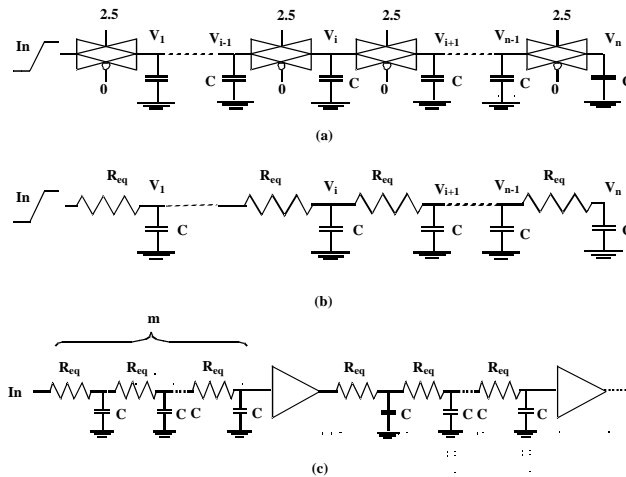 2.5 2.5 2.5 2.5
In V1 Vi-1 Vi Vi+1 Vn-1 Vn
C C C C C C
0 0 0 0
(a)
Req Req Req Req
In V1 Vi Vi+1 Vn-1 Vn
C C C C C
(b)
m
Req Req Req Req Req Req
In
C C C C C C
(c)